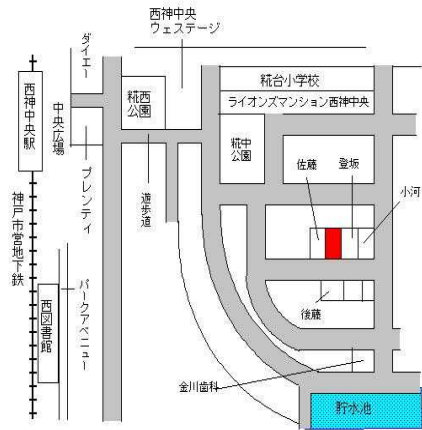 西神中央
ウェステージ
ダイエー
糀台小学校
ライオンズマンション西神中央
糀西
公園
西神中央駅
中央広場
糀中
公園
佐藤
登坂
小河
プレンティ
遊歩道
神戸市営地下鉄
パークアベニュー
西図書館
後藤
金川歯科
貯水池